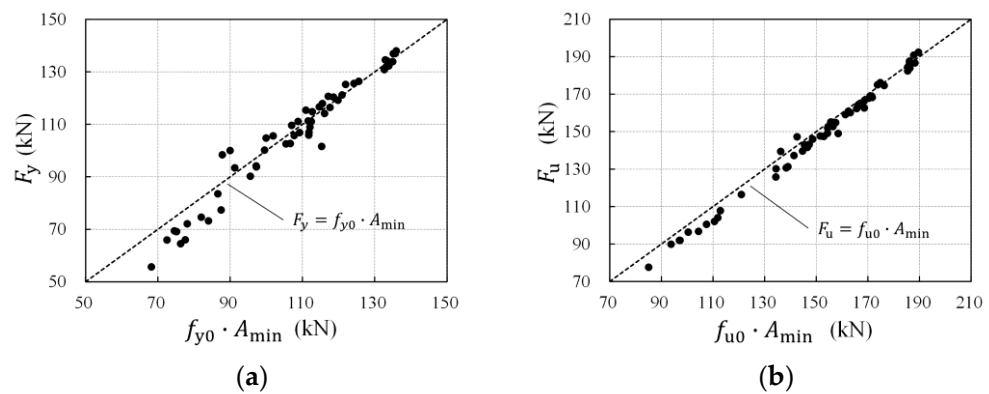 150
130
110
90
70
50
F_y (kN)
F_y = f_y0 · A_min
50 70 90 110 130 150
f_y0 · A_min (kN)
(a)
210
190
170
150
130
110
90
70
F_u (kN)
F_u = f_u0 · A_min
70 90 110 130 150 170 190 210
f_u0 · A_min (kN)
(b)